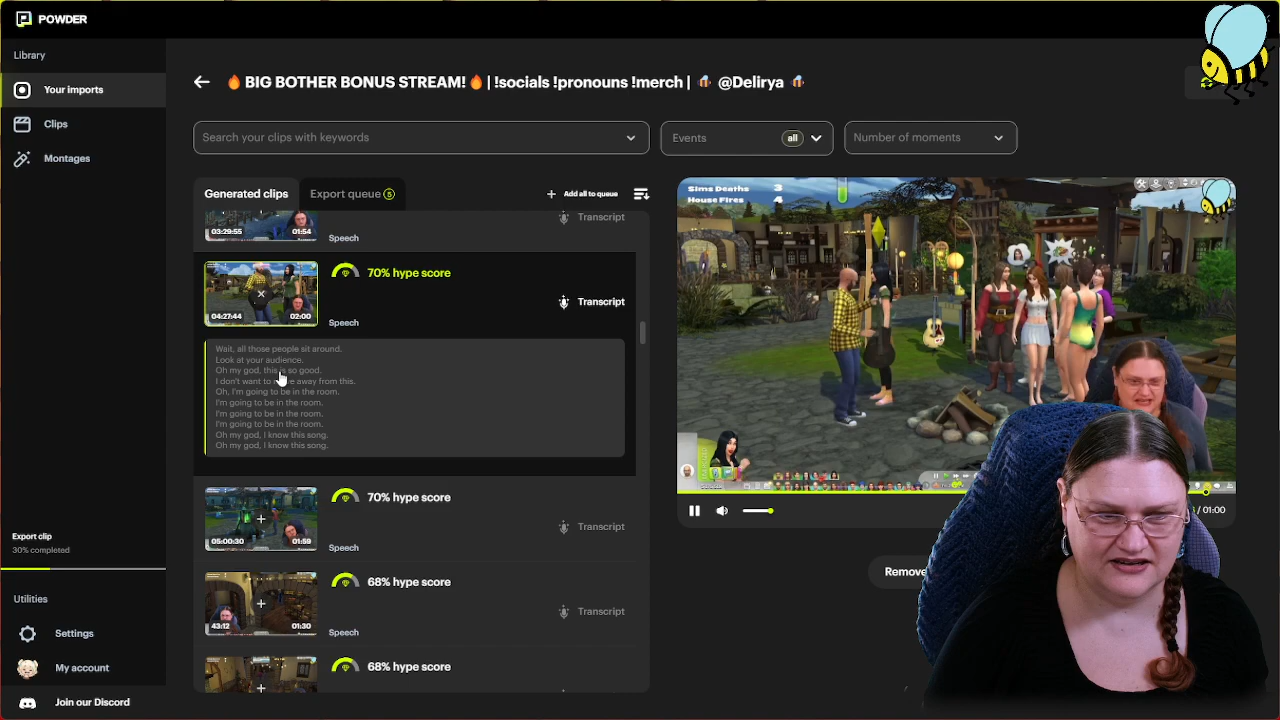 POWDER
Library
Your imports
Clips
Montages
Export clip
30% completed
Utilities
Settings
My account
Join our Discord
🔥 BIG BOTHER BONUS STREAM! 🔥 | !socials !pronouns !merch | 🐝 @Delirya 🐝
Search your clips with keywords
Events all
Number of moments
Generated clips
Export queue 5
+ Add all to queue
03:29:55 01:54
Speech
Transcript
70% hype score
04:27:44 02:00
Speech
Transcript
Wait, all those people sit around.
Look at your audience.
Oh my god, this is so good.
I don't want to away from this.
Oh, I'm going to be in the room.
I'm going to be in the room.
I'm going to be in the room.
I'm going to be in the room.
Oh my god, I know this song.
Oh my god, I know this song.
70% hype score
05:00:30 01:59
Speech
Transcript
68% hype score
43:12 01:30
Speech
Transcript
68% hype score
Sims Deaths 3
House Fires 4
/ 01:00
Remove